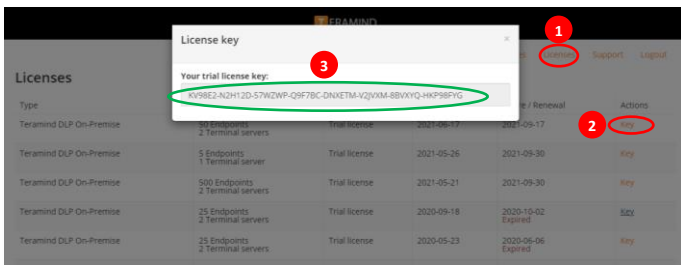 TERAMIND
License key
×
1
Licenses Support Logout
Licenses
Your trial license key:
3
KV98E2-N2H12D-57WZWP-Q9F7BC-DNXETM-V2JVXM-8BVXYQ-HKP98FYG
Type / Renewal Actions
Teramind DLP On-Premise 50 Endpoints Trial license 2021-06-17 2021-09-17 2 Key
2 Terminal servers
Teramind DLP On-Premise 5 Endpoints Trial license 2021-05-26 2021-09-30 Key
1 Terminal server
Teramind DLP On-Premise 500 Endpoints Trial license 2021-05-21 2021-09-30 Key
2 Terminal servers
Teramind DLP On-Premise 25 Endpoints Trial license 2020-09-18 2020-10-02 Key
2 Terminal servers Expired
Teramind DLP On-Premise 25 Endpoints Trial license 2020-05-23 2020-06-06 Key
2 Terminal servers Expired